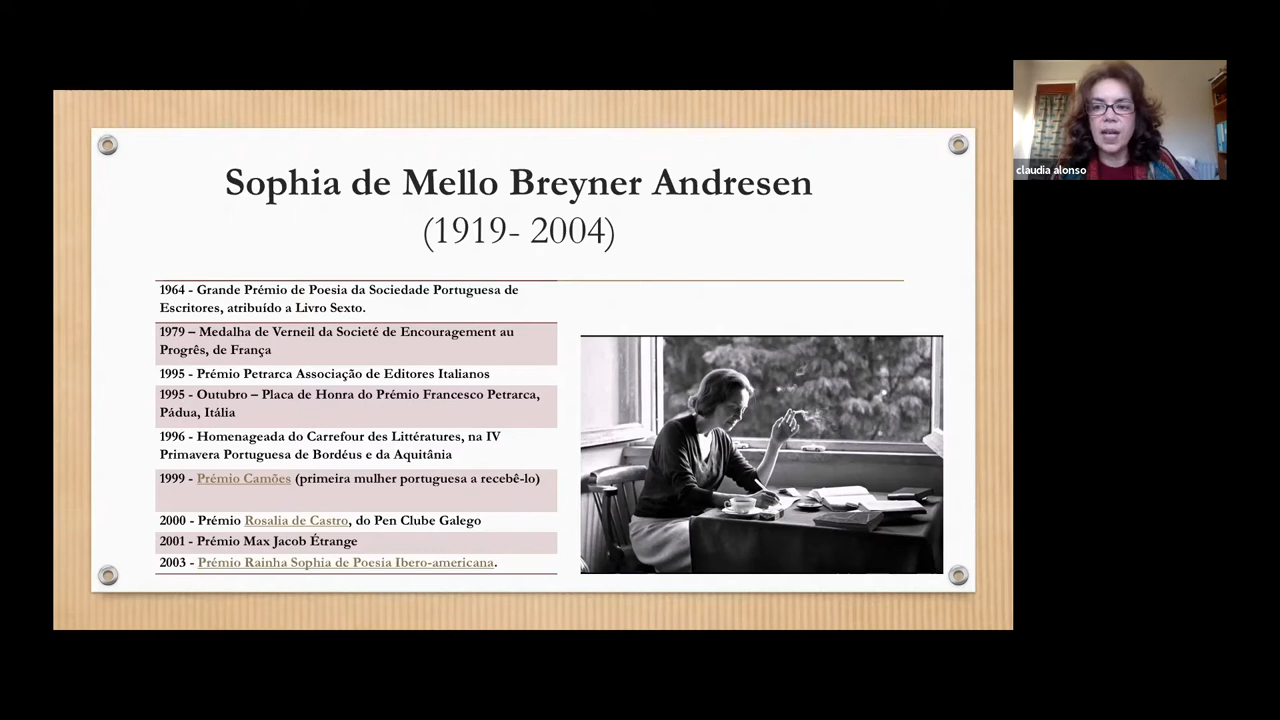 Sophia de Mello Breyner Andresen
(1919- 2004)
1964 - Grande Prémio de Poesia da Sociedade Portuguesa de
Escritores, atribuído a Livro Sexto.
1979 – Medalha de Verneil da Societé de Encouragement au
Progrês, de França
1995 - Prémio Petrarca Associação de Editores Italianos
1995 - Outubro – Placa de Honra do Prémio Francesco Petrarca,
Pádua, Itália
1996 - Homenageada do Carrefour des Littératures, na IV
Primavera Portuguesa de Bordéus e da Aquitânia
1999 - Prémio Camões (primeira mulher portuguesa a recebê-lo)
2000 - Prémio Rosalia de Castro, do Pen Clube Galego
2001 - Prémio Max Jacob Étrange
2003 - Prémio Rainha Sophia de Poesia Ibero-americana.
claudia alonso